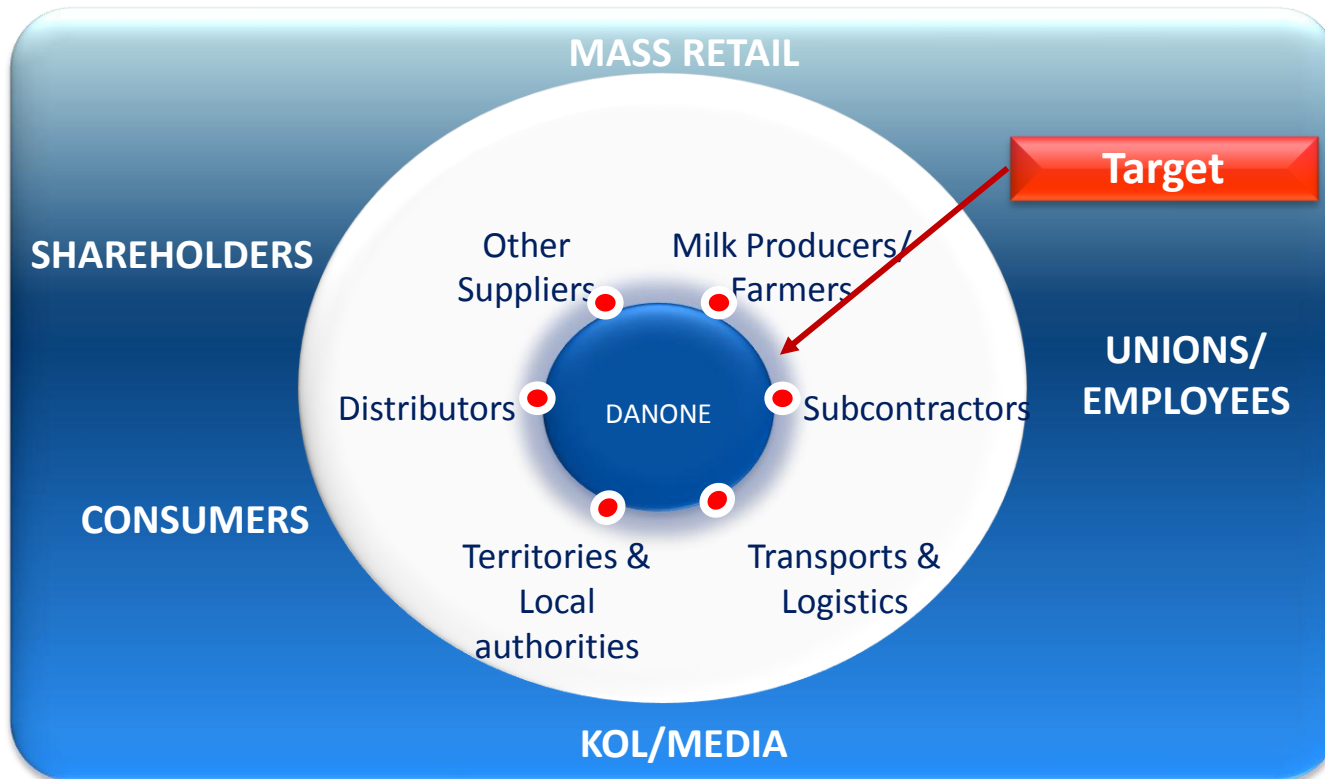 MASS RETAIL
Target
SHAREHOLDERS
Other
Suppliers
Milk Producers/
Farmers
UNIONS/
EMPLOYEES
Distributors
DANONE
Subcontractors
CONSUMERS
Territories &
Local
authorities
Transports &
Logistics
KOL/MEDIA